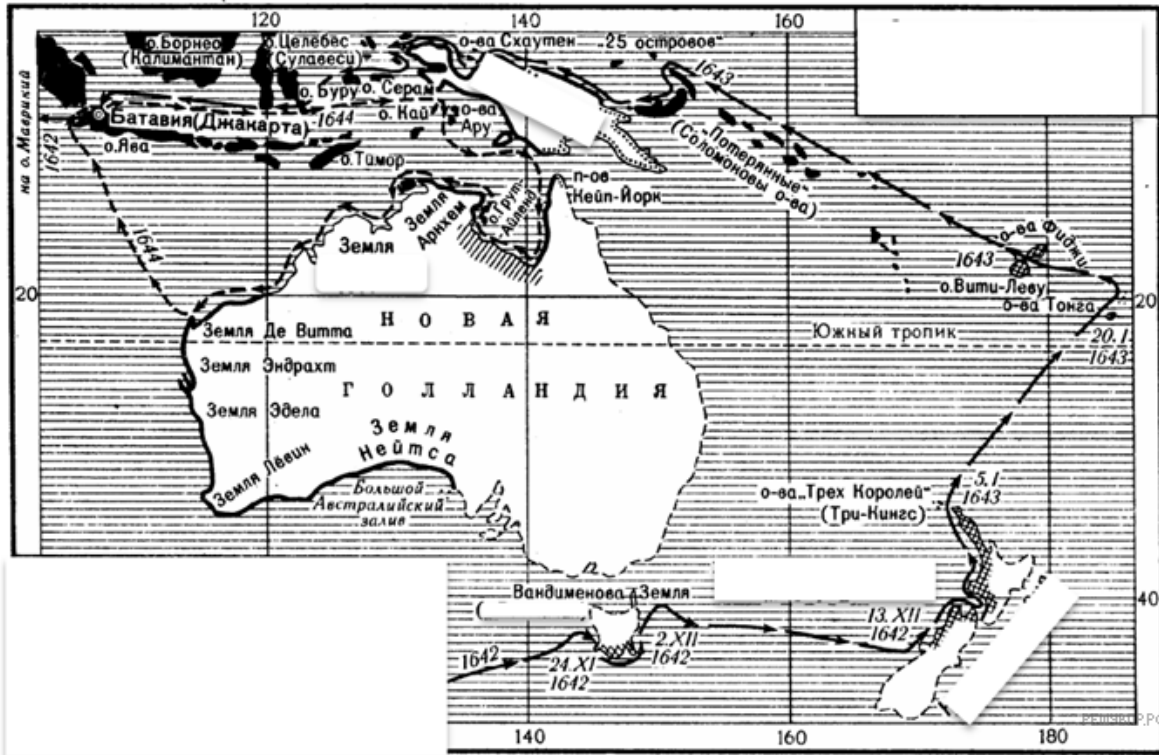 120 140 160
о.Борнео
(Калимантан)
о.Целебес
(Сулавеси)
о-ва Схаутен „25 островов"
1643
о. Буру
о. Серам
о. Кай
о-ва
Ару
1644
Батавия (Джакарта)
о.Ява
о.Тимор
на о. Маврикий
1642
„Потерянные"
(Соломоновы о-ва)
п-ов
Кейп-Йорк
о.Грут-
Айленд
Земля
Арнхем
Земля
1644
о-ва Фиджи
1643
о.Вити-Леву
о-ва Тонга
20 20
Земля Де Витта
НОВАЯ
Южный тропик
20.I
1643
Земля Эндрахт
ГОЛЛАНДИЯ
Земля Эдела
Земля
Нейтса
Земля Лёвин
Большой
Австралийский
залив
о-ва„Трех Королей"
(Три-Кингс)
5.I
1643
Вандименова Земля
40
13.XII
1642
2.XII
1642
1642
24.XI
1642
140 160 180